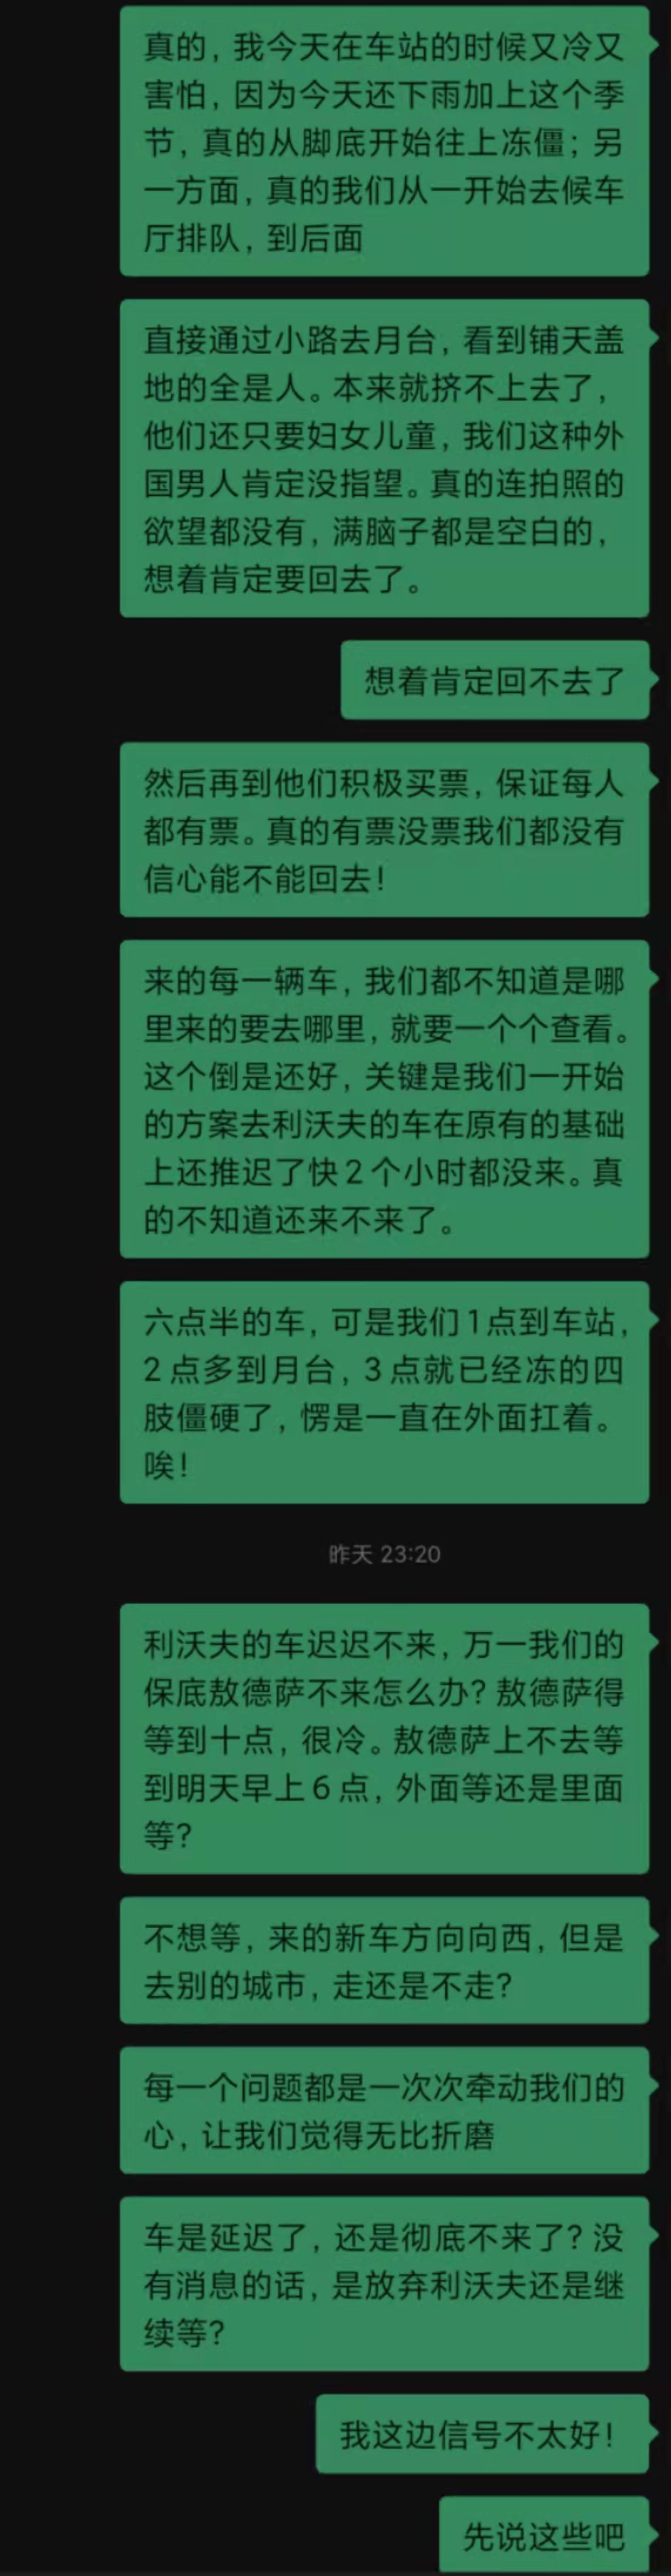 真的，我今天在车站的时候又冷又
害怕，因为今天还下雨加上这个季
节，真的从脚底开始往上冻僵；另
一方面，真的我们从一开始去候车
厅排队，到后面
直接通过小路去月台，看到铺天盖
地的全是人。本来就挤不上去了，
他们还只要妇女儿童，我们这种外
国男人肯定没指望。真的连拍照的
欲望都没有，满脑子都是空白的，
想着肯定要回去了。
想着肯定回不去了
然后再到他们积极买票，保证每人
都有票。真的有票没票我们都没有
信心能不能回去！
来的每一辆车，我们都不知道是哪
里来的要去哪里，就要一个个查看。
这个倒是还好，关键是我们一开始
的方案去利沃夫的车在原有的基础
上还推迟了快2个小时都没来。真
的不知道还来不来了。
六点半的车，可是我们1点到车站，
2点多到月台，3点就已经冻的四
肢僵硬了，愣是一直在外面扛着。
唉！
昨天 23:20
利沃夫的车迟迟不来，万一我们的
保底敖德萨不来怎么办？敖德萨得
等到十点，很冷。敖德萨上不去等
到明天早上6点，外面等还是里面
等？
不想等，来的新车方向向西，但是
去别的城市，走还是不走？
每一个问题都是一次次牵动我们的
心，让我们觉得无比折磨
车是延迟了，还是彻底不来了？没
有消息的话，是放弃利沃夫还是继
续等？
我这边信号不太好！
先说这些吧